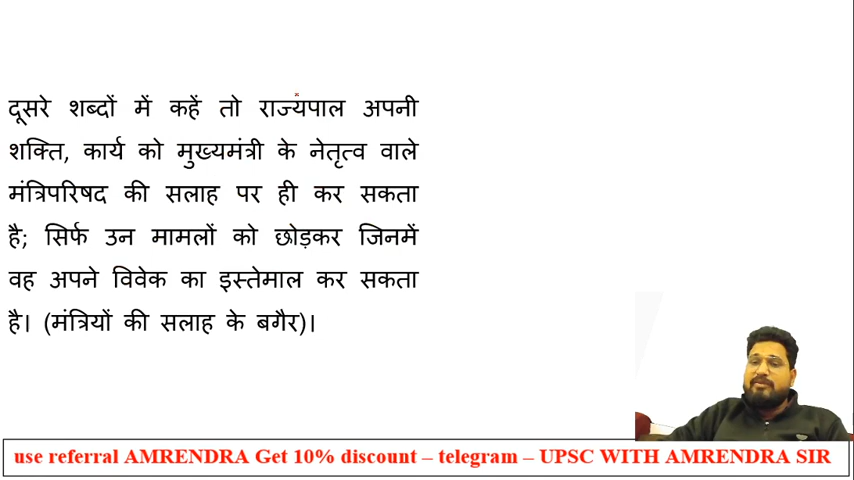 दूसरे शब्दों में कहें तो राज्यपाल अपनी
शक्ति, कार्य को मुख्यमंत्री के नेतृत्व वाले
मंत्रिपरिषद की सलाह पर ही कर सकता
है; सिर्फ उन मामलों को छोड़कर जिनमें
वह अपने विवेक का इस्तेमाल कर सकता
है। (मंत्रियों की सलाह के बगैर)।
use referral AMRENDRA Get 10% discount – telegram – UPSC WITH AMRENDRA SIR